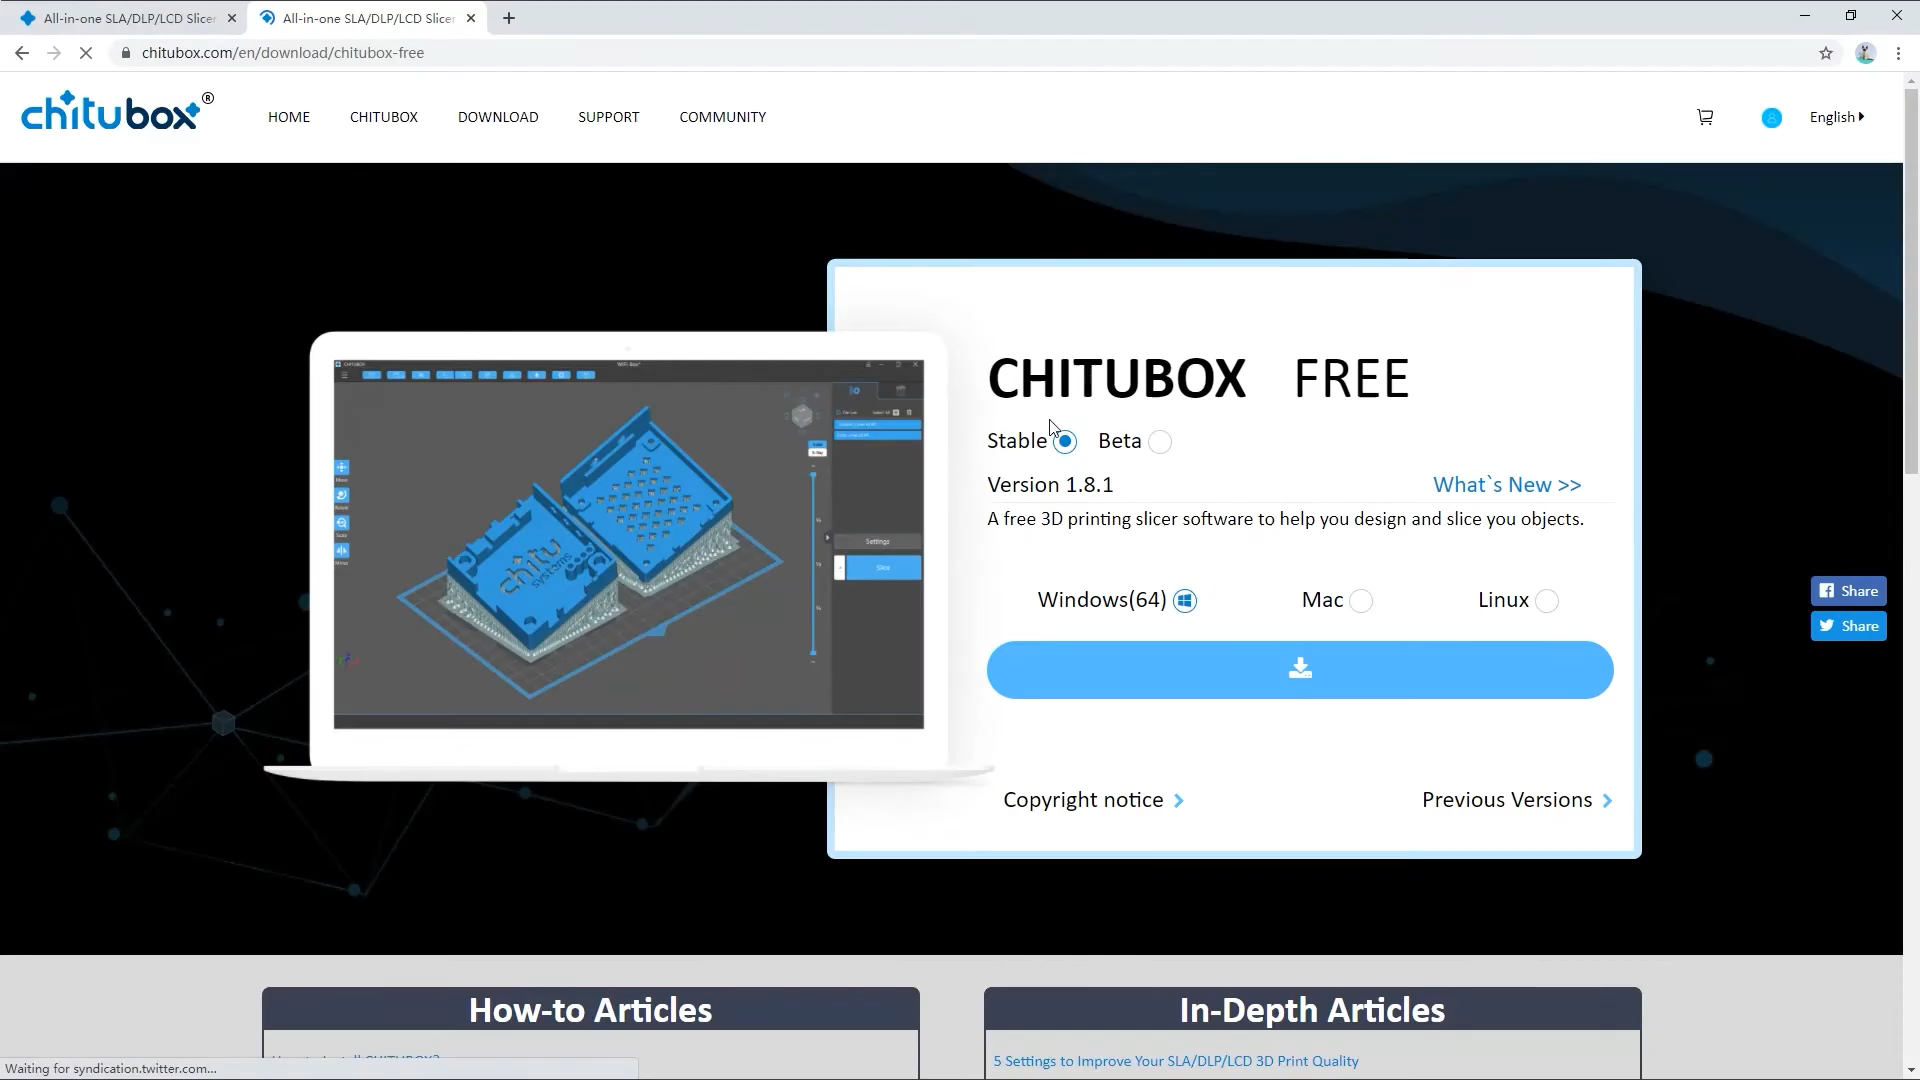 All-in-one SLA/DLP/LCD Slicer
All-in-one SLA/DLP/LCD Slicer
chitubox.com/en/download/chitubox-free
chitubox®
HOME
CHITUBOX
DOWNLOAD
SUPPORT
COMMUNITY
English
CHITUBOX FREE
Stable
Beta
Version 1.8.1
What`s New >>
A free 3D printing slicer software to help you design and slice you objects.
Windows(64)
Mac
Linux
Share
Share
Settings
Slice
chitu
systems
Copyright notice
Previous Versions
How-to Articles
In-Depth Articles
5 Settings to Improve Your SLA/DLP/LCD 3D Print Quality
Waiting for syndication.twitter.com...